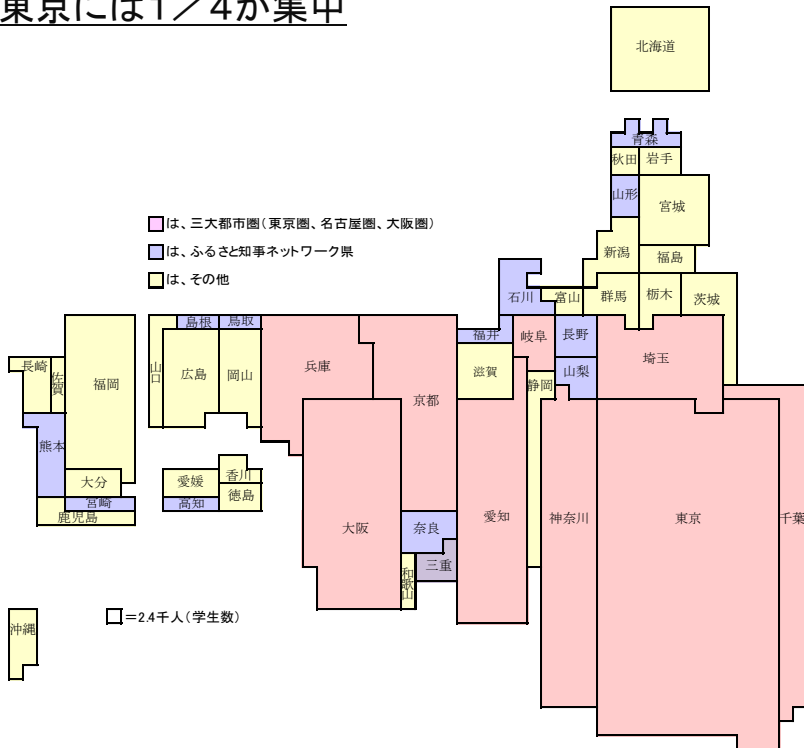 東京には1／4が集中
北海道
青森
秋田
岩手
山形
宮城
新潟
福島
石川
富山
群馬
栃木
茨城
は、三大都市圏（東京圏、名古屋圏、大阪圏）
は、ふるさと知事ネットワーク県
は、その他
島根
鳥取
福井
岐阜
長野
埼玉
長崎
佐賀
福岡
山口
広島
岡山
兵庫
京都
滋賀
静岡
山梨
熊本
大分
宮崎
鹿児島
愛媛
香川
高知
徳島
大阪
奈良
三重
和歌山
愛知
神奈川
東京
千葉
沖縄
＝2.4千人（学生数）